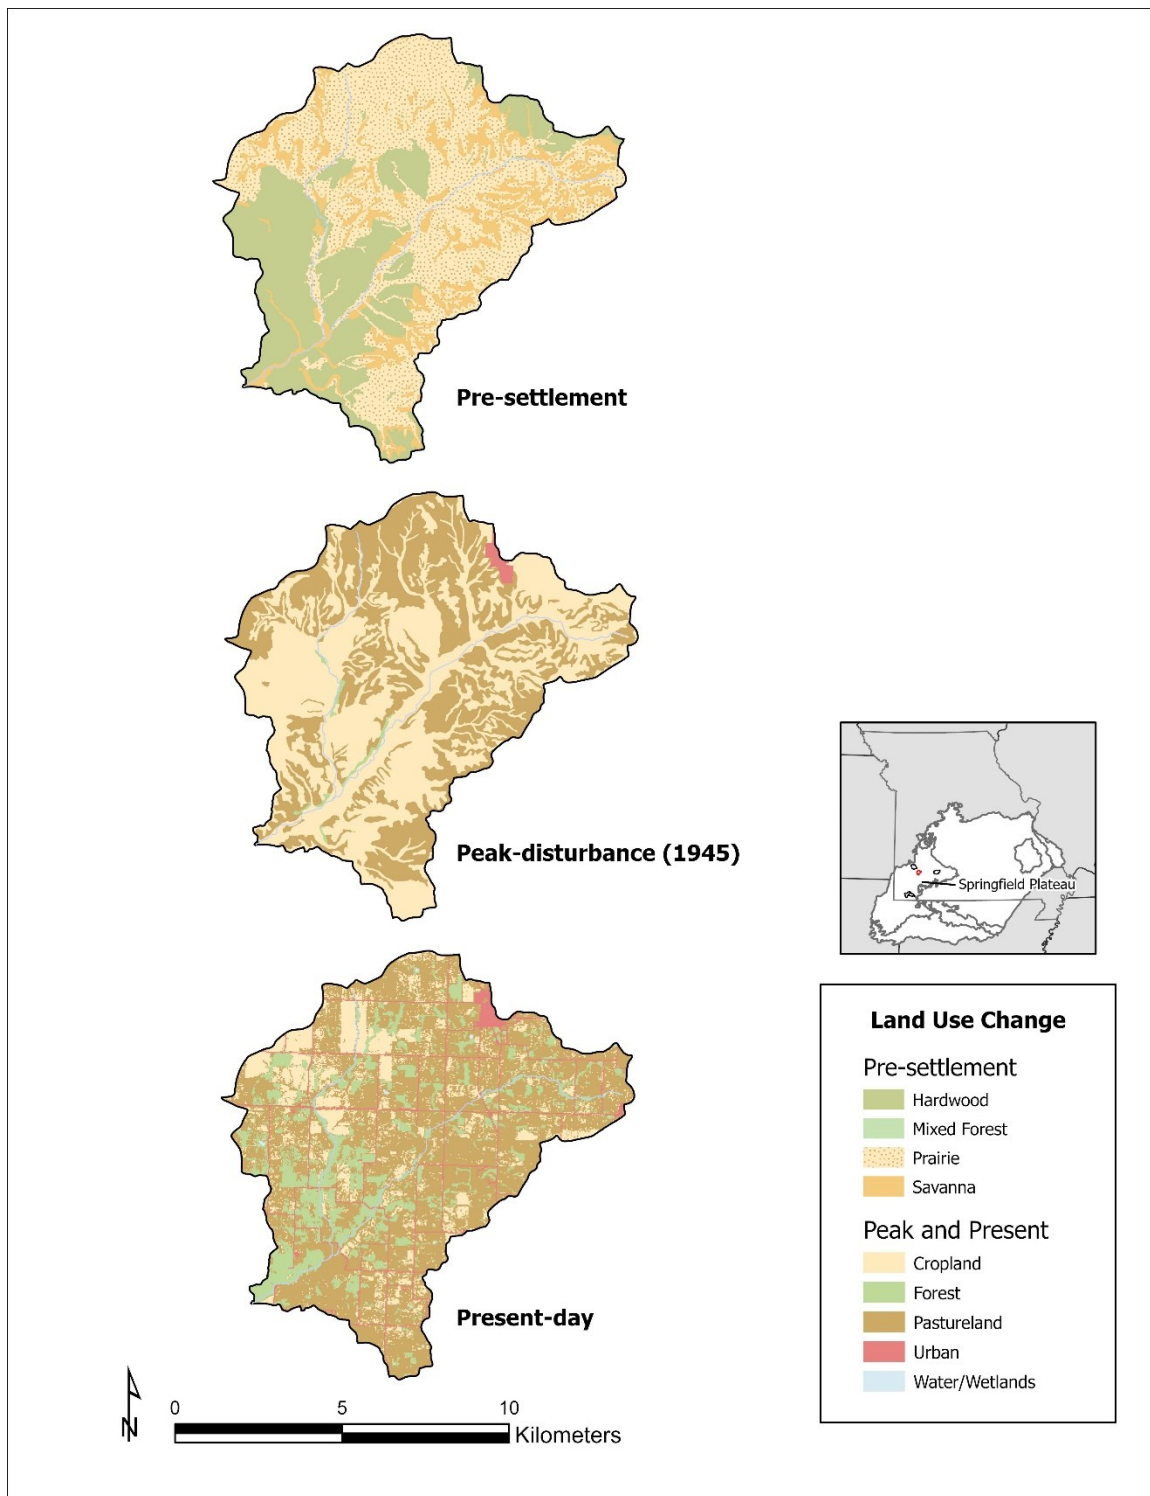 Pre-settlement
Peak-disturbance (1945)
Springfield Plateau
Present-day
N
0 5 10
Kilometers
Land Use Change
Pre-settlement
Hardwood
Mixed Forest
Prairie
Savanna
Peak and Present
Cropland
Forest
Pastureland
Urban
Water/Wetlands